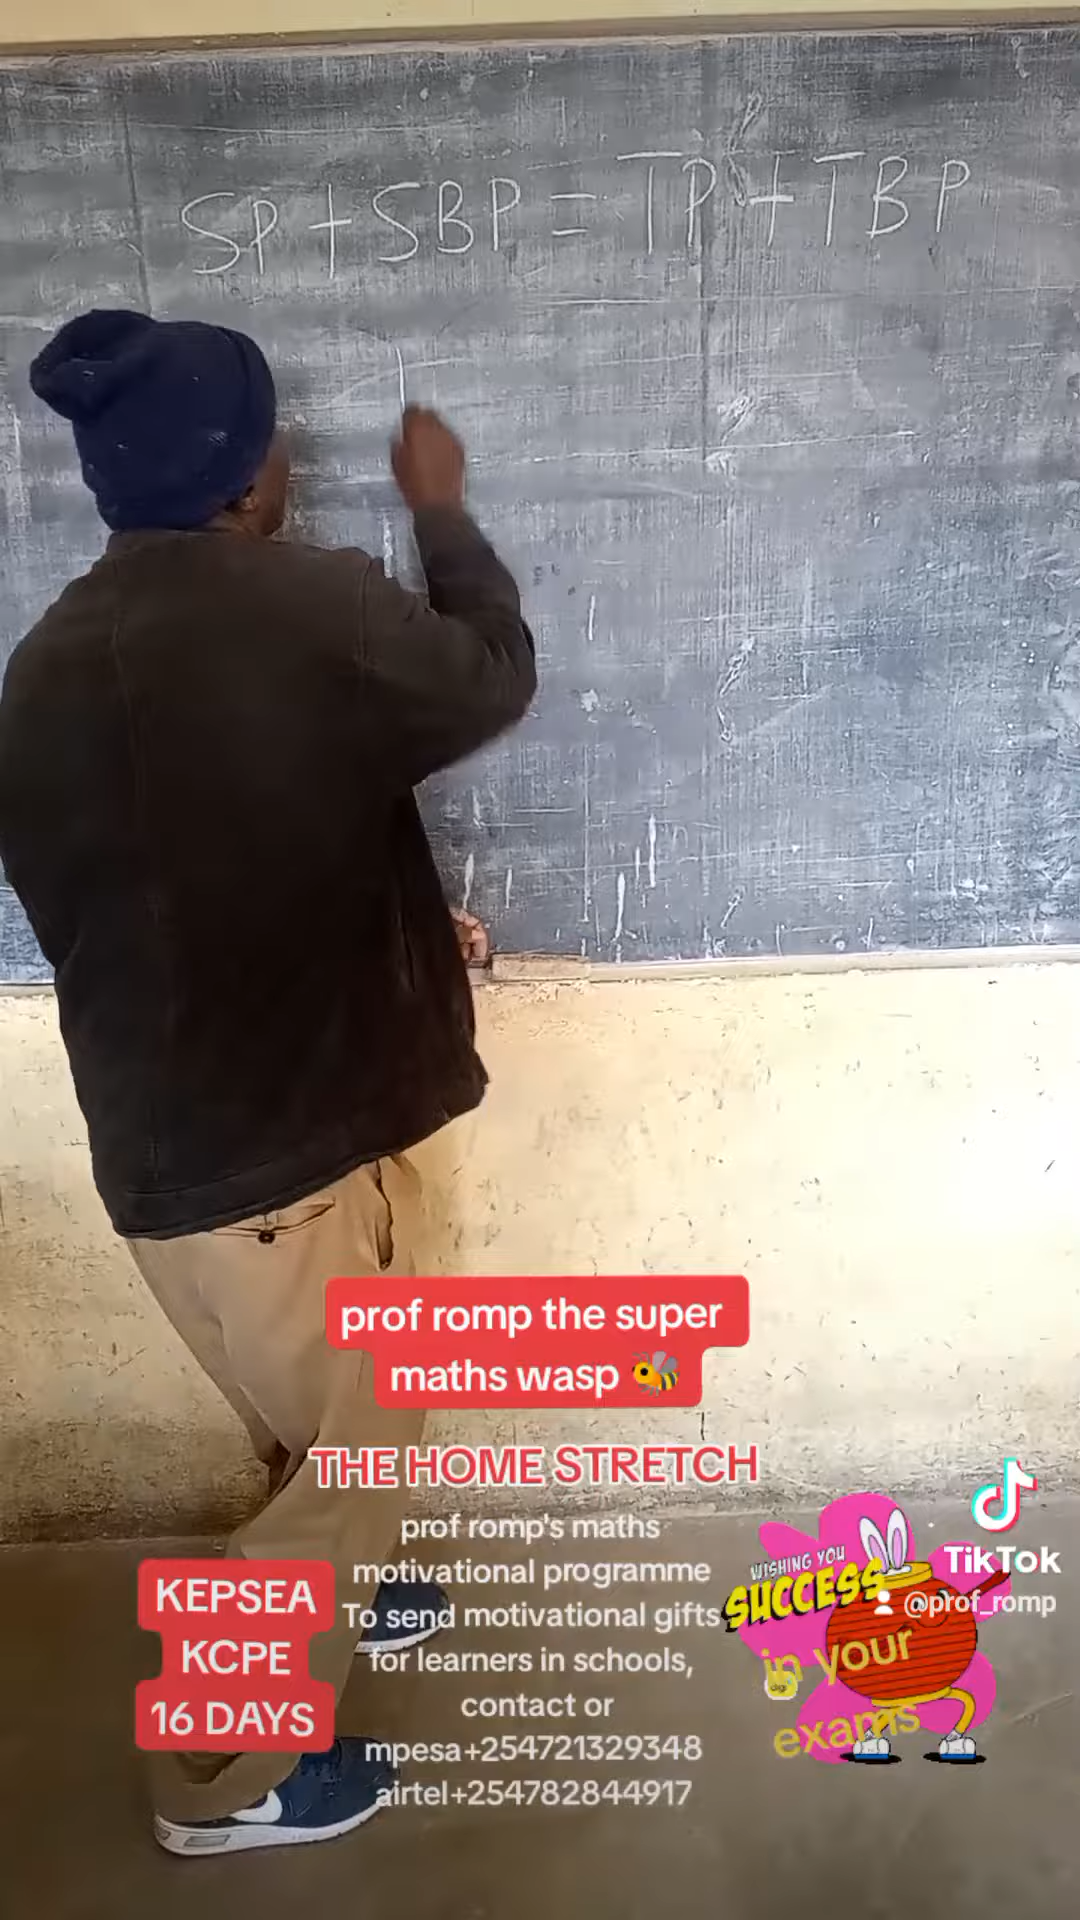 SP+SBP=TP+TBP
prof romp the super
maths wasp 🐝
THE HOME STRETCH
prof romp's maths
motivational programme
To send motivational gifts
for learners in schools,
contact or
mpesa+254721329348
airtel+254782844917
KEPSEA
KCPE
16 DAYS
WISHING YOU
SUCCESS
in your
exams
TikTok
@prof_romp